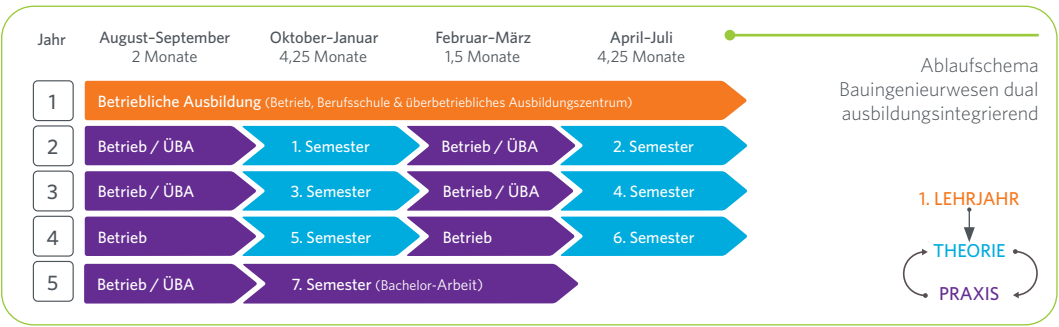 Jahr
August–September
2 Monate
Oktober–Januar
4,25 Monate
Februar–März
1,5 Monate
April–Juli
4,25 Monate
Ablaufschema
Bauingenieurwesen dual
ausbildungsintegrierend
1
Betriebliche Ausbildung (Betrieb, Berufsschule & überbetriebliches Ausbildungszentrum)
2
Betrieb / ÜBA
1. Semester
Betrieb / ÜBA
2. Semester
3
Betrieb / ÜBA
3. Semester
Betrieb / ÜBA
4. Semester
4
Betrieb
5. Semester
Betrieb
6. Semester
5
Betrieb / ÜBA
7. Semester (Bachelor-Arbeit)
1. LEHRJAHR
THEORIE
PRAXIS